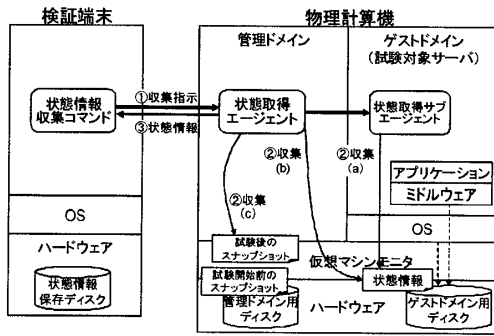 検証端末
物理計算機
管理ドメイン
ゲストドメイン
(試験対象サーバ)
状態情報
収集コマンド
①収集指示
③状態情報
状態取得
エージェント
状態取得サブ
エージェント
②収集
(b)
②収集
(a)
②収集
(c)
アプリケーション
ミドルウェア
OS
OS
ハードウェア
試験後の
スナップショット
仮想マシンモニタ
試験開始前の
スナップショット
状態情報
状態情報
保存ディスク
管理ドメイン用
ディスク
ハードウェア
ゲストドメイン用
ディスク